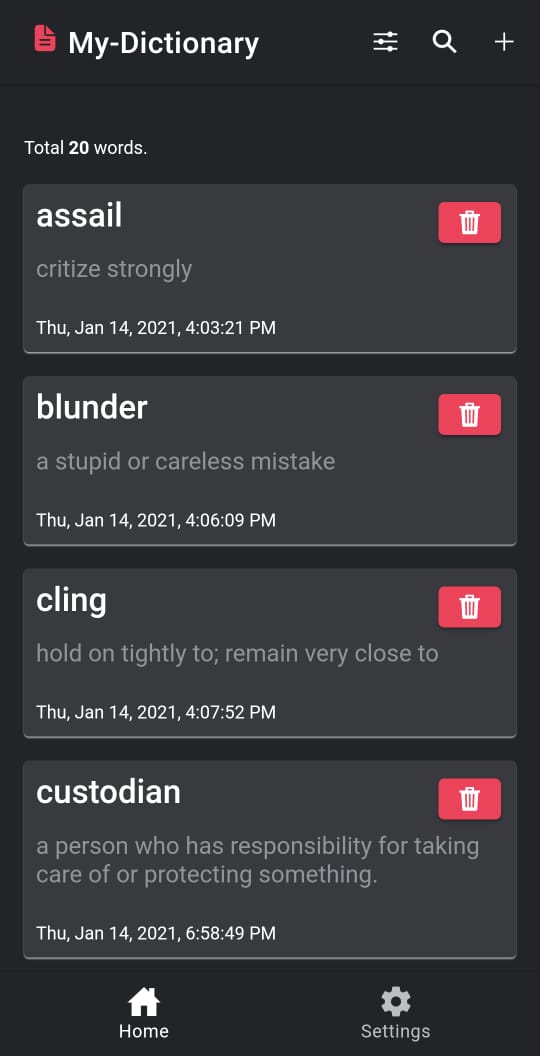 My-Dictionary
Total 20 words.
assail
critize strongly
Thu, Jan 14, 2021, 4:03:21 PM
blunder
a stupid or careless mistake
Thu, Jan 14, 2021, 4:06:09 PM
cling
hold on tightly to; remain very close to
Thu, Jan 14, 2021, 4:07:52 PM
custodian
a person who has responsibility for taking
care of or protecting something.
Thu, Jan 14, 2021, 6:58:49 PM
Home
Settings